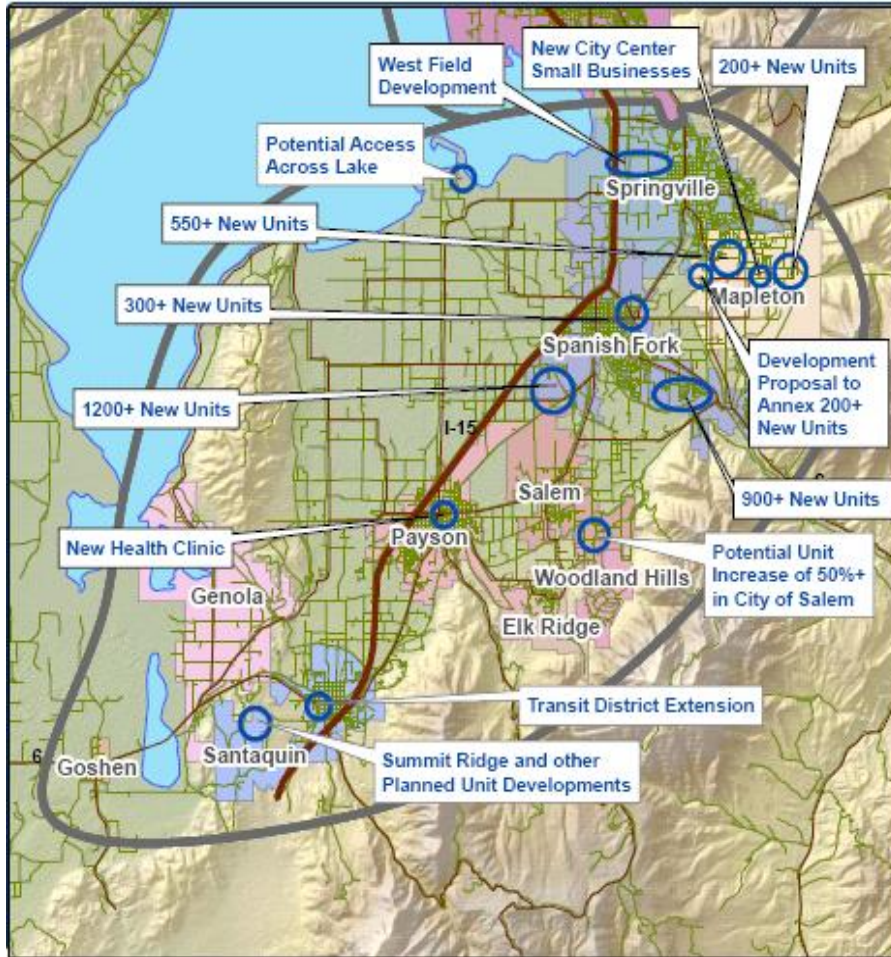 West Field
Development
New City Center
Small Businesses
200+ New Units
Potential Access
Across Lake
Springville
550+ New Units
Mapleton
300+ New Units
Spanish Fork
Development
Proposal to
Annex 200+
New Units
1200+ New Units
I-15
900+ New Units
6
Salem
New Health Clinic
Payson
Potential Unit
Increase of 50%+
in City of Salem
Woodland Hills
Genola
Elk Ridge
Transit District Extension
6
Goshen
Santaquin
Summit Ridge and other
Planned Unit Developments